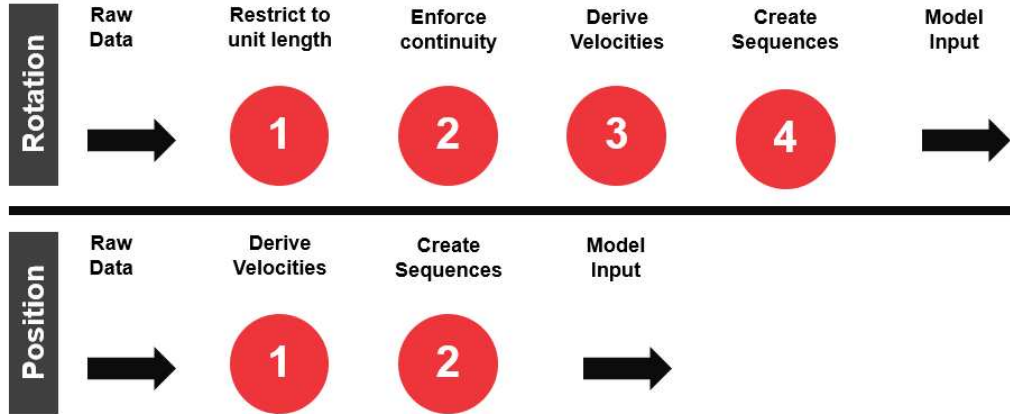 Rotation
Raw
Data
Restrict to
unit length
Enforce
continuity
Derive
Velocities
Create
Sequences
Model
Input
1
2
3
4
Position
Raw
Data
Derive
Velocities
Create
Sequences
Model
Input
1
2